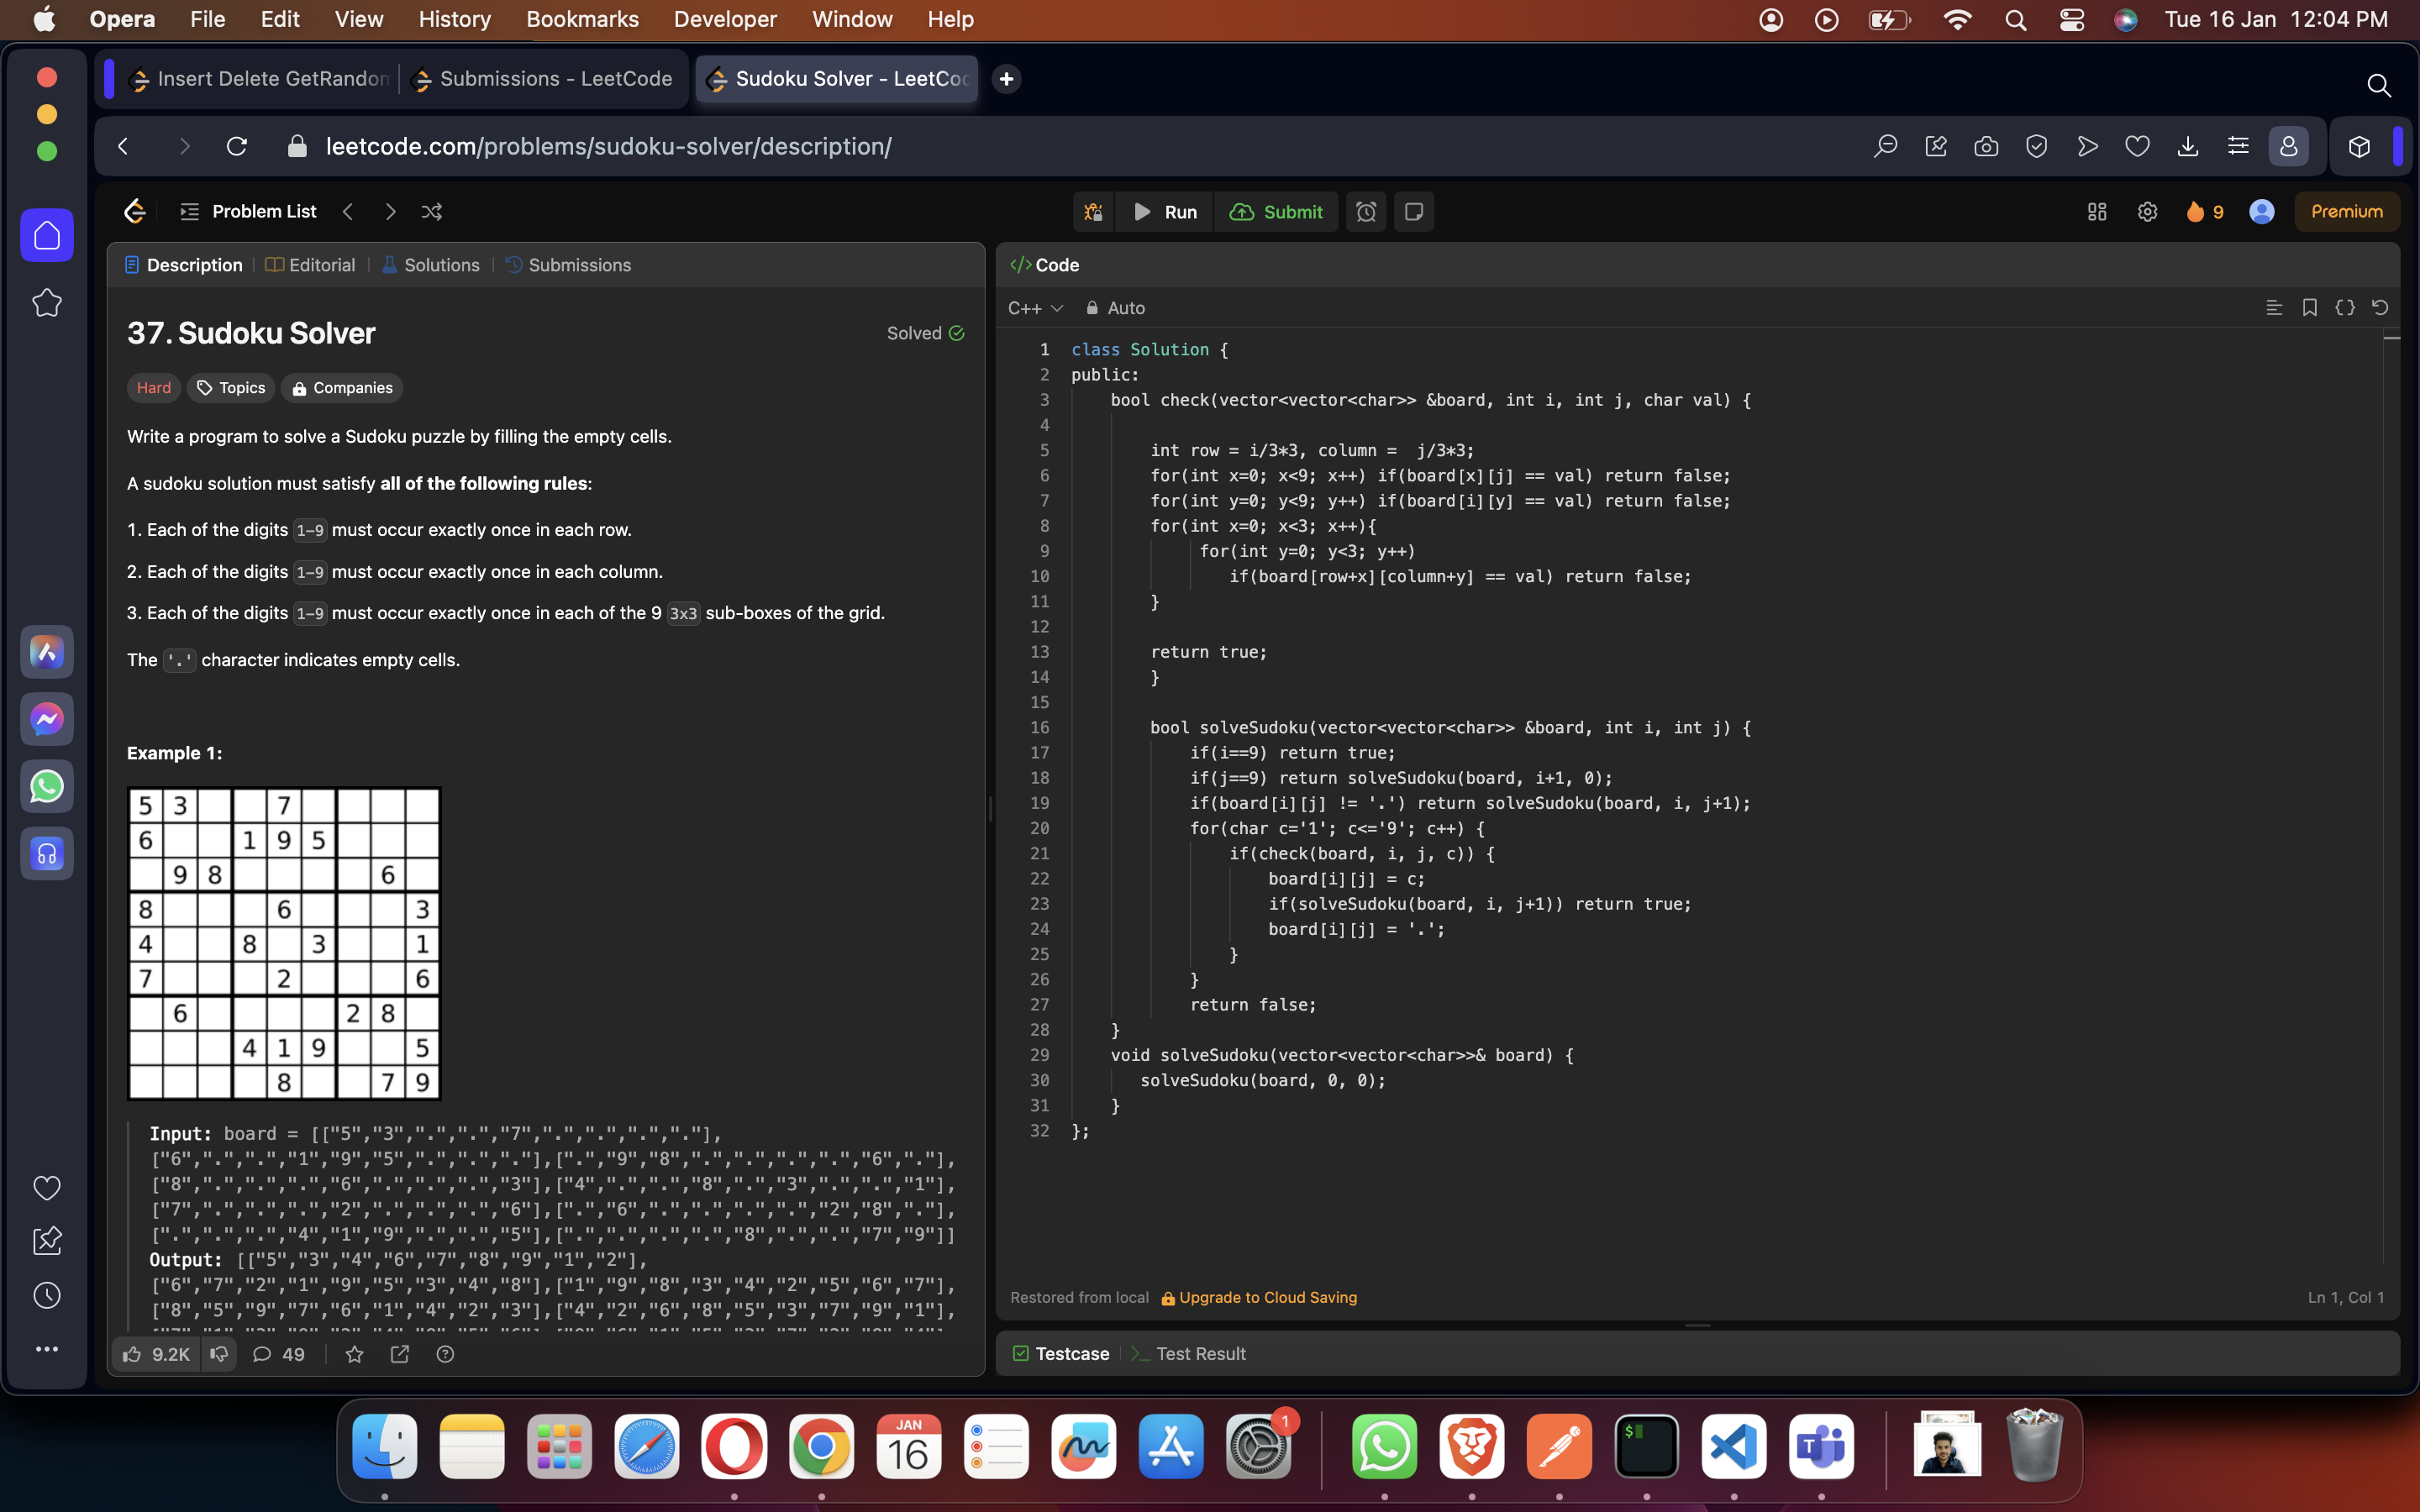 Opera File Edit View History Bookmarks Developer Window Help
Tue 16 Jan 12:04 PM
Insert Delete GetRandom
Submissions - LeetCode
Sudoku Solver - LeetCod
leetcode.com/problems/sudoku-solver/description/
Problem List
Run
Submit
9
Premium
Description
Editorial
Solutions
Submissions
37. Sudoku Solver
Solved
Hard
Topics
Companies
Write a program to solve a Sudoku puzzle by filling the empty cells.
A sudoku solution must satisfy all of the following rules:
1. Each of the digits 1-9 must occur exactly once in each row.
2. Each of the digits 1-9 must occur exactly once in each column.
3. Each of the digits 1-9 must occur exactly once in each of the 9 3x3 sub-boxes of the grid.
The '.' character indicates empty cells.
Example 1:
5 3 7
6 1 9 5
9 8 6
8 6 3
4 8 3 1
7 2 6
6 2 8
4 1 9 5
8 7 9
Input: board = [["5","3",".",".","7",".",".",".","."],
["6",".",".","1","9","5",".",".","."],[".","9","8",".",".",".",".","6","."],
["8",".",".",".","6",".",".",".","3"],["4",".",".","8",".","3",".",".","1"],
["7",".",".",".","2",".",".",".","6"],[".","6",".",".",".",".","2","8","."],
[".",".",".","4","1","9",".",".","5"],[".",".",".",".","8",".",".","7","9"]]
Output: [["5","3","4","6","7","8","9","1","2"],
["6","7","2","1","9","5","3","4","8"],["1","9","8","3","4","2","5","6","7"],
["8","5","9","7","6","1","4","2","3"],["4","2","6","8","5","3","7","9","1"],
9.2K
49
Code
C++
Auto
1 class Solution {
2 public:
3 bool check(vector<vector<char>> &board, int i, int j, char val) {
4
5 int row = i/3*3, column =  j/3*3;
6 for(int x=0; x<9; x++) if(board[x][j] == val) return false;
7 for(int y=0; y<9; y++) if(board[i][y] == val) return false;
8 for(int x=0; x<3; x++){
9 for(int y=0; y<3; y++)
10 if(board[row+x][column+y] == val) return false;
11 }
12
13 return true;
14 }
15
16 bool solveSudoku(vector<vector<char>> &board, int i, int j) {
17 if(i==9) return true;
18 if(j==9) return solveSudoku(board, i+1, 0);
19 if(board[i][j] != '.') return solveSudoku(board, i, j+1);
20 for(char c='1'; c<='9'; c++) {
21 if(check(board, i, j, c)) {
22 board[i][j] = c;
23 if(solveSudoku(board, i, j+1)) return true;
24 board[i][j] = '.';
25 }
26 }
27 return false;
28 }
29 void solveSudoku(vector<vector<char>>& board) {
30 solveSudoku(board, 0, 0);
31 }
32 };
Restored from local
Upgrade to Cloud Saving
Ln 1, Col 1
Testcase
Test Result
JAN
16
1
$
T